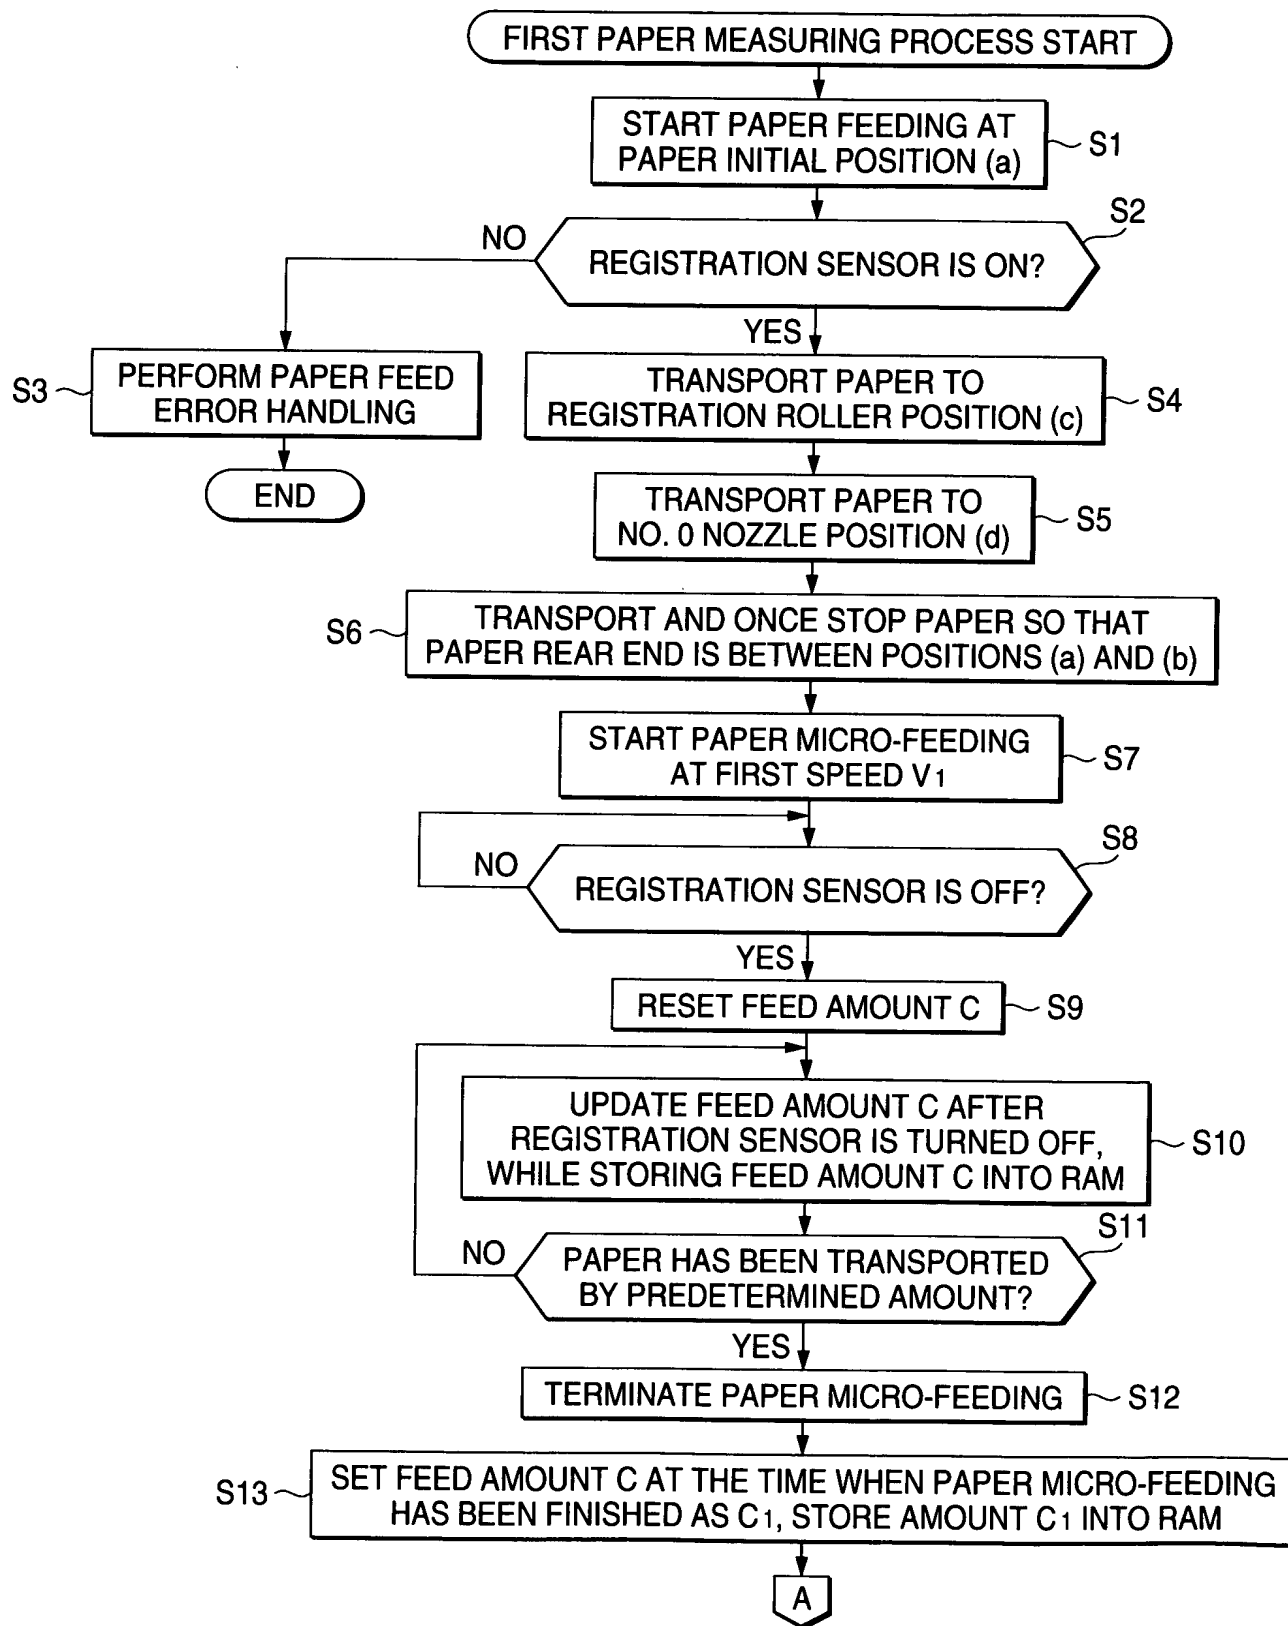 FIRST PAPER MEASURING PROCESS START
START PAPER FEEDING AT
PAPER INITIAL POSITION (a)
S1
S2
NO
REGISTRATION SENSOR IS ON?
YES
S3
PERFORM PAPER FEED
ERROR HANDLING
END
TRANSPORT PAPER TO
REGISTRATION ROLLER POSITION (c)
S4
TRANSPORT PAPER TO
NO. 0 NOZZLE POSITION (d)
S5
S6
TRANSPORT AND ONCE STOP PAPER SO THAT
PAPER REAR END IS BETWEEN POSITIONS (a) AND (b)
START PAPER MICRO-FEEDING
AT FIRST SPEED V1
S7
S8
NO
REGISTRATION SENSOR IS OFF?
YES
RESET FEED AMOUNT C
S9
UPDATE FEED AMOUNT C AFTER
REGISTRATION SENSOR IS TURNED OFF,
WHILE STORING FEED AMOUNT C INTO RAM
S10
S11
NO
PAPER HAS BEEN TRANSPORTED
BY PREDETERMINED AMOUNT?
YES
TERMINATE PAPER MICRO-FEEDING
S12
S13
SET FEED AMOUNT C AT THE TIME WHEN PAPER MICRO-FEEDING
HAS BEEN FINISHED AS C1, STORE AMOUNT C1 INTO RAM
A